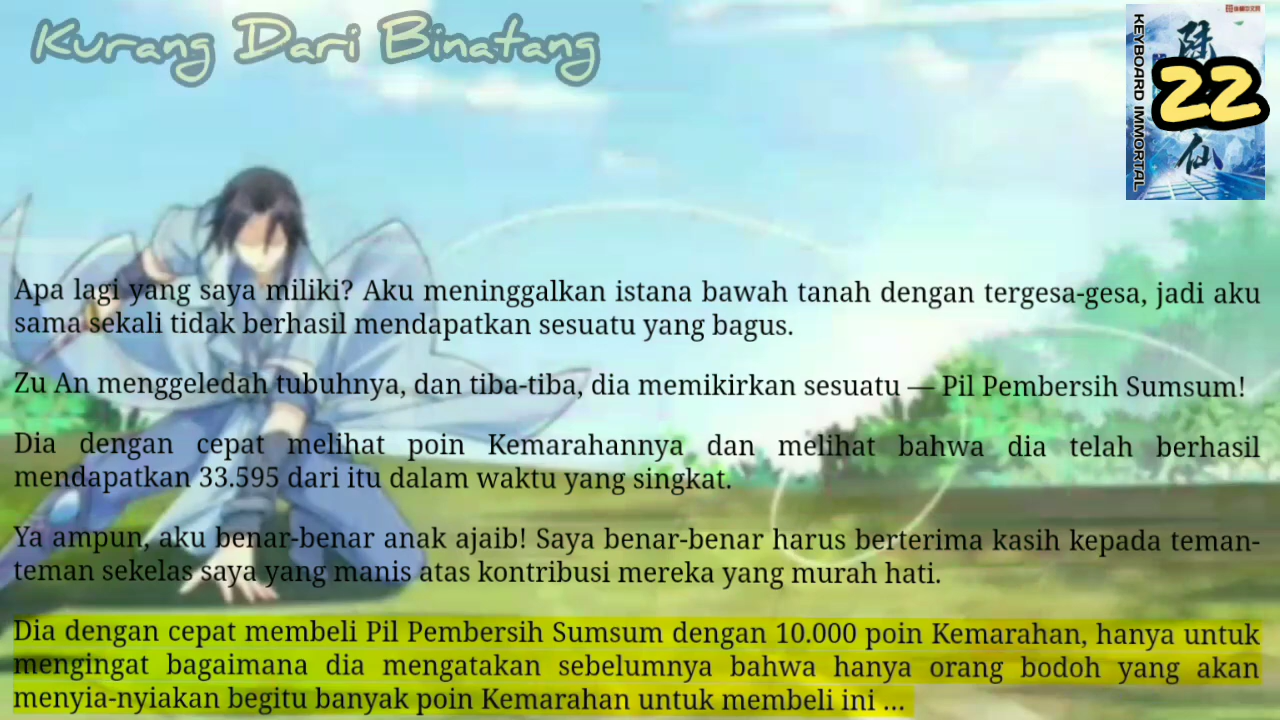 Kurang Dari Binatang
KEYBOARD IMMORTAL
22
仙
Apa lagi yang saya miliki? Aku meninggalkan istana bawah tanah dengan tergesa-gesa, jadi aku
sama sekali tidak berhasil mendapatkan sesuatu yang bagus.
Zu An menggeledah tubuhnya, dan tiba-tiba, dia memikirkan sesuatu — Pil Pembersih Sumsum!
Dia dengan cepat melihat poin Kemarahannya dan melihat bahwa dia telah berhasil
mendapatkan 33.595 dari itu dalam waktu yang singkat.
Ya ampun, aku benar-benar anak ajaib! Saya benar-benar harus berterima kasih kepada teman-
teman sekelas saya yang manis atas kontribusi mereka yang murah hati.
Dia dengan cepat membeli Pil Pembersih Sumsum dengan 10.000 poin Kemarahan, hanya untuk
mengingat bagaimana dia mengatakan sebelumnya bahwa hanya orang bodoh yang akan
menyia-nyiakan begitu banyak poin Kemarahan untuk membeli ini ...